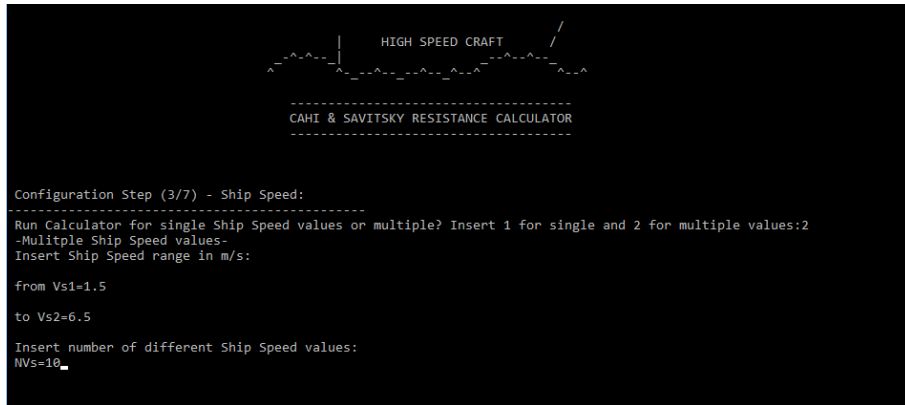 HIGH SPEED CRAFT
CAHI & SAVITSKY RESISTANCE CALCULATOR
Configuration Step (3/7) - Ship Speed:
Run Calculator for single Ship Speed values or multiple? Insert 1 for single and 2 for multiple values:2
-Mulitple Ship Speed values-
Insert Ship Speed range in m/s:
from Vs1=1.5
to Vs2=6.5
Insert number of different Ship Speed values:
NVs=10